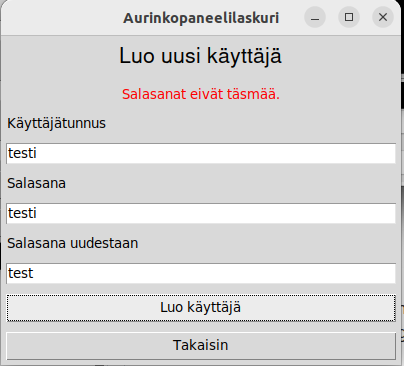 Aurinkopaneelilaskuri
Luo uusi käyttäjä
Salasanat eivät täsmää.
Käyttäjätunnus
testi
Salasana
testi
Salasana uudestaan
test
Luo käyttäjä
Takaisin